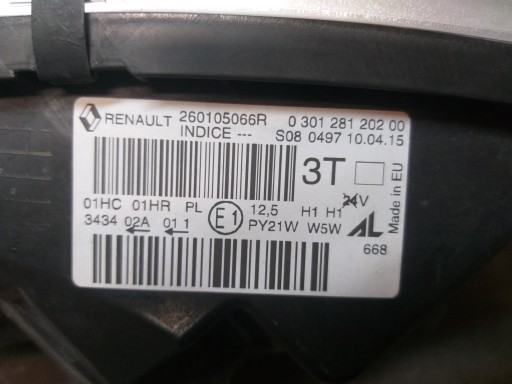 RENAULT 260105066R 0 301 281 202 00
INDICE --- S08 0497 10.04.15
3T
Made in EU
01HC 01HR PL E1 12,5 H1 H1 24V
3434 02A 01 1 PY21W W5W AL
668